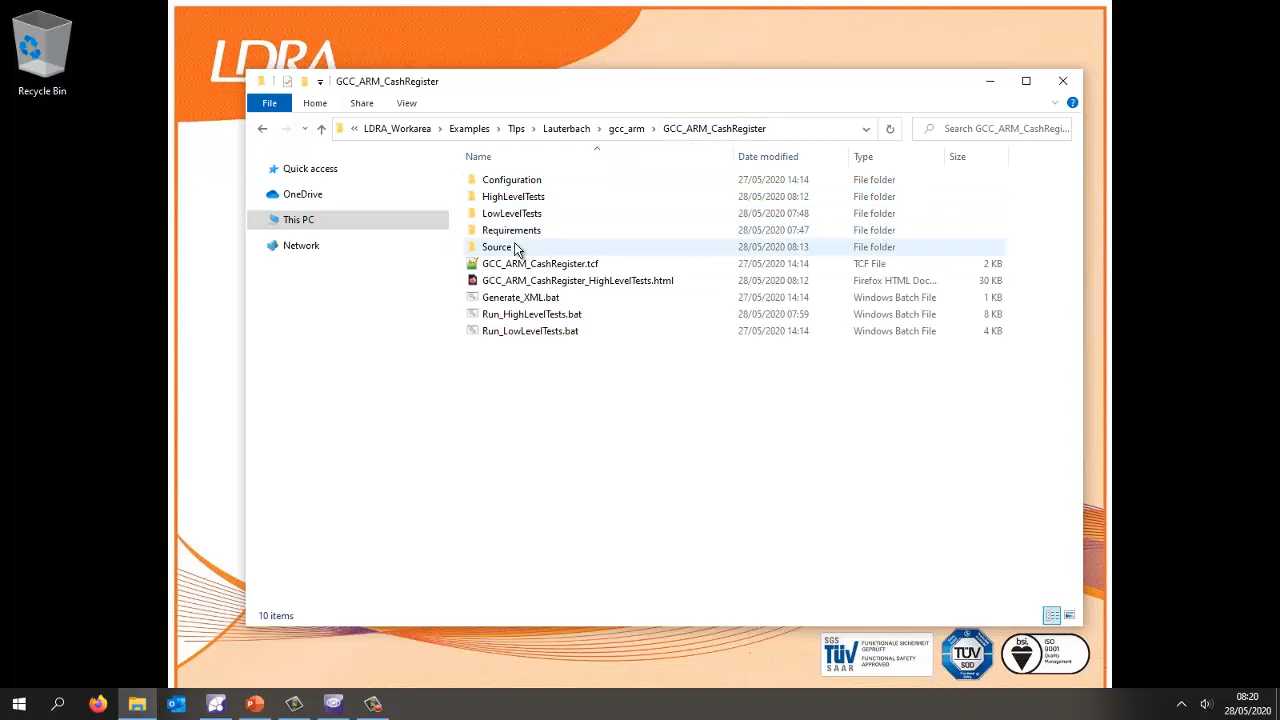 LDRA
Recycle Bin
GCC_ARM_CashRegister
File Home Share View
« LDRA_Workarea > Examples > TIps > Lauterbach > gcc_arm > GCC_ARM_CashRegister
Search GCC_ARM_CashRegi...
Name Date modified Type Size
Quick access
OneDrive
This PC
Network
Configuration 27/05/2020 14:14 File folder
HighLevelTests 28/05/2020 08:12 File folder
LowLevelTests 28/05/2020 07:48 File folder
Requirements 28/05/2020 07:47 File folder
Source 28/05/2020 08:13 File folder
GCC_ARM_CashRegister.tcf 27/05/2020 14:14 TCF File 2 KB
GCC_ARM_CashRegister_HighLevelTests.html 28/05/2020 08:12 Firefox HTML Doc... 30 KB
Generate_XML.bat 27/05/2020 14:14 Windows Batch File 1 KB
Run_HighLevelTests.bat 28/05/2020 07:59 Windows Batch File 8 KB
Run_LowLevelTests.bat 27/05/2020 14:14 Windows Batch File 4 KB
10 items
SGS
TÜV
SAAR
FUNKTIONALE SICHERHEIT
GEPRÜFT
FUNCTIONAL SAFETY
APPROVED
TÜV
SÜD
bsi.
ISO
9001
Quality
Management
08:20
28/05/2020